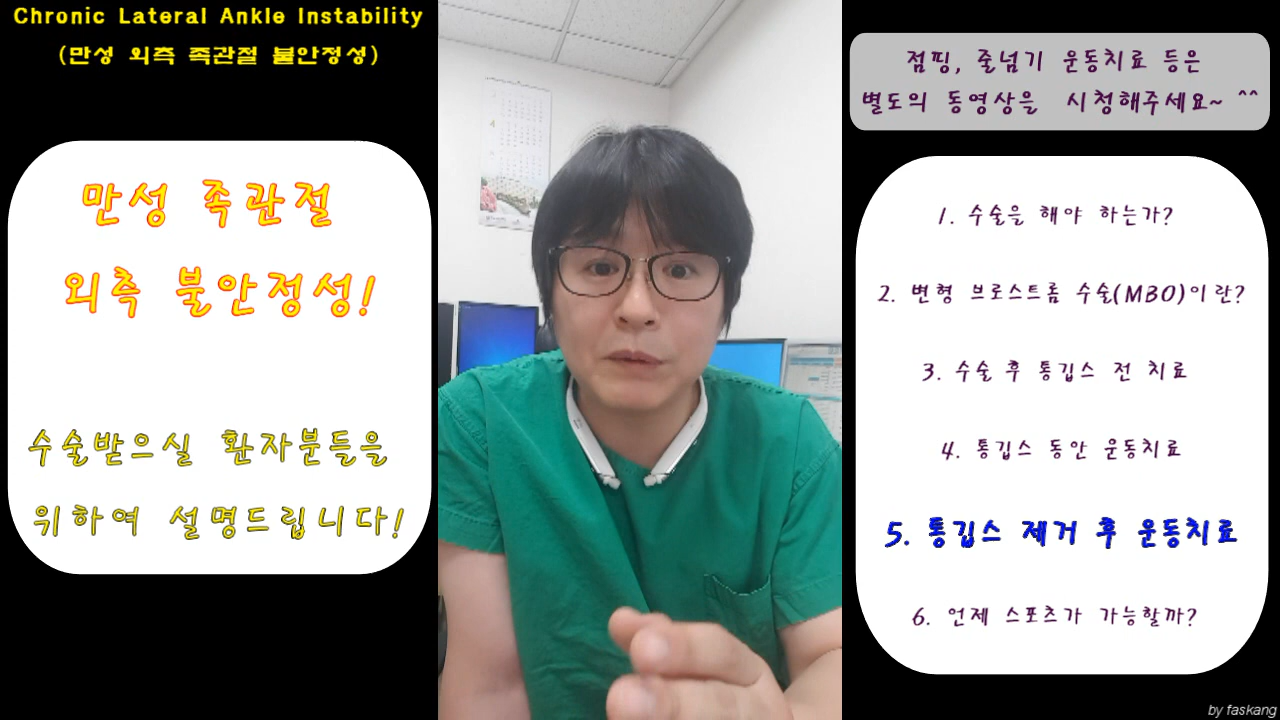 Chronic Lateral Ankle Instability
(만성 외측 족관절 불안정성)
만성 족관절
외측 불안정성!
수술받으실 환자분들을
위하여 설명드립니다!
점핑, 줄넘기 운동치료 등은
별도의 동영상을 시청해주세요~ ^^
1. 수술을 해야 하는가?
2. 변형 브로스트롬 수술(MBO)이란?
3. 수술 후 통깁스 전 치료
4. 통깁스 동안 운동치료
5. 통깁스 제거 후 운동치료
6. 언제 스포츠가 가능할까?
by faskang